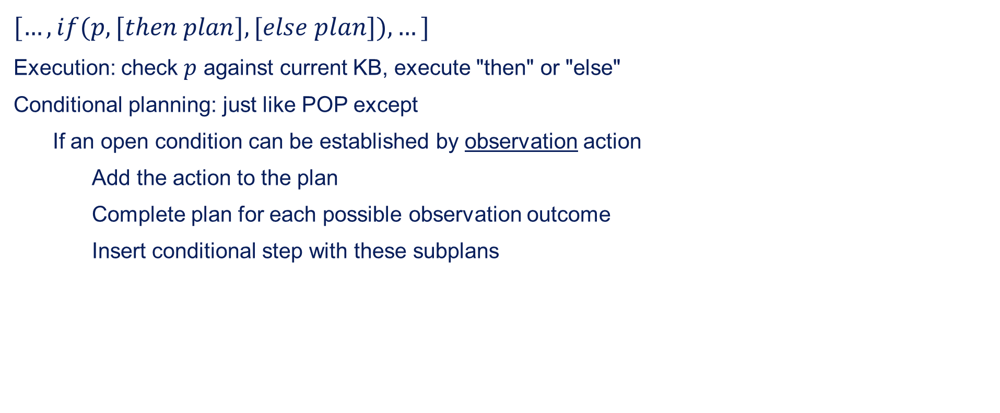 [… , if (p, [then plan], [else plan]), … ]
Execution: check p against current KB, execute "then" or "else"
Conditional planning: just like POP except
If an open condition can be established by observation action
Add the action to the plan
Complete plan for each possible observation outcome
Insert conditional step with these subplans